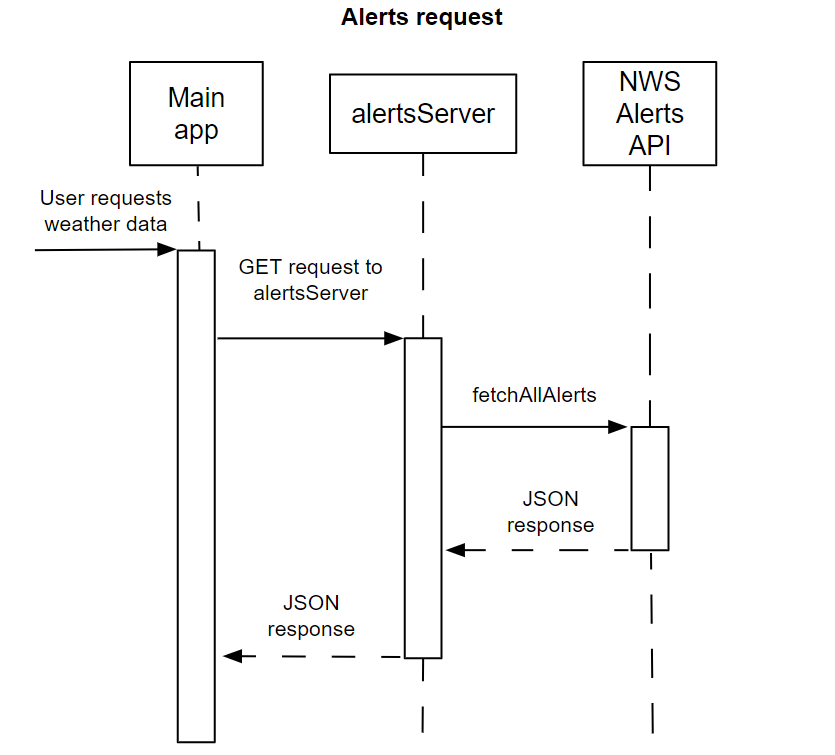 Alerts request
Main
app
alertsServer
NWS
Alerts
API
User requests
weather data
GET request to
alertsServer
fetchAllAlerts
JSON
response
JSON
response